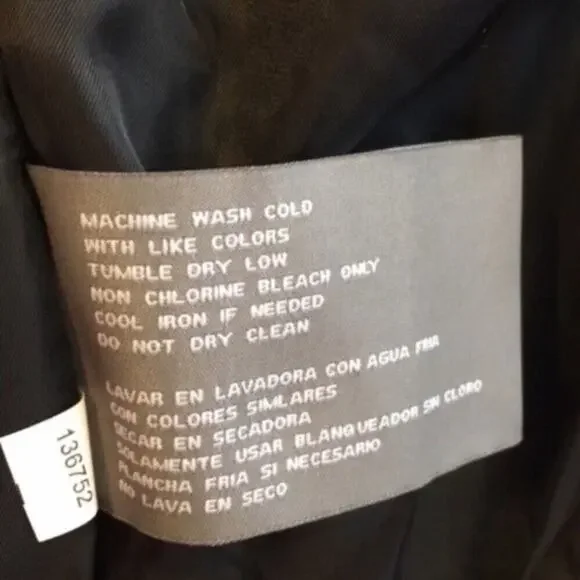 MACHINE WASH COLD
WITH LIKE COLORS
TUMBLE DRY LOW
NON CHLORINE BLEACH ONLY
COOL IRON IF NEEDED
DO NOT DRY CLEAN
LAVAR EN LAVADORA CON AGUA FRIA
CON COLORES SIMILARES
SECAR EN SECADORA
SOLAMENTE USAR BLANQUEADOR SIN CLORO
PLANCHA FRIA SI NECESARIO
NO LAVA EN SECO
136752